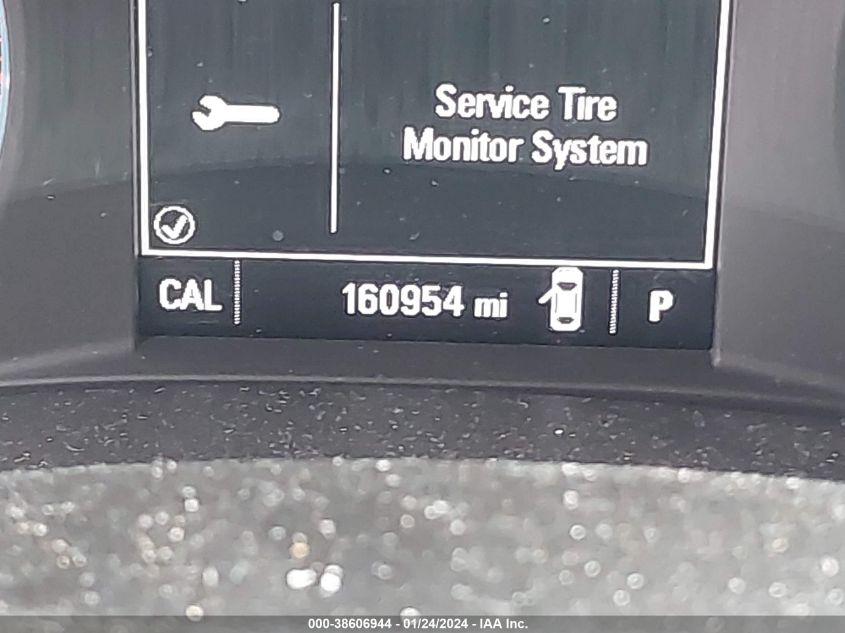 Service Tire
Monitor System
CAL 160954 mi P
000-38606944 - 01/24/2024 - IAA Inc.